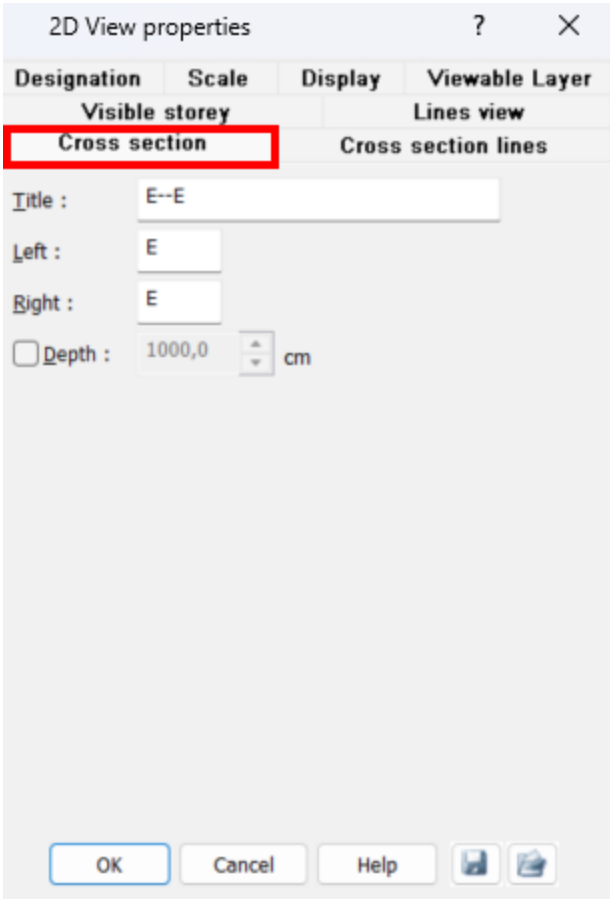 2D View properties ?
Designation Scale Display Viewable Layer
Visible storey Lines view
Cross section Cross section lines
Title : E--E
Left : E
Right : E
Depth : 1000,0 cm
OK Cancel Help